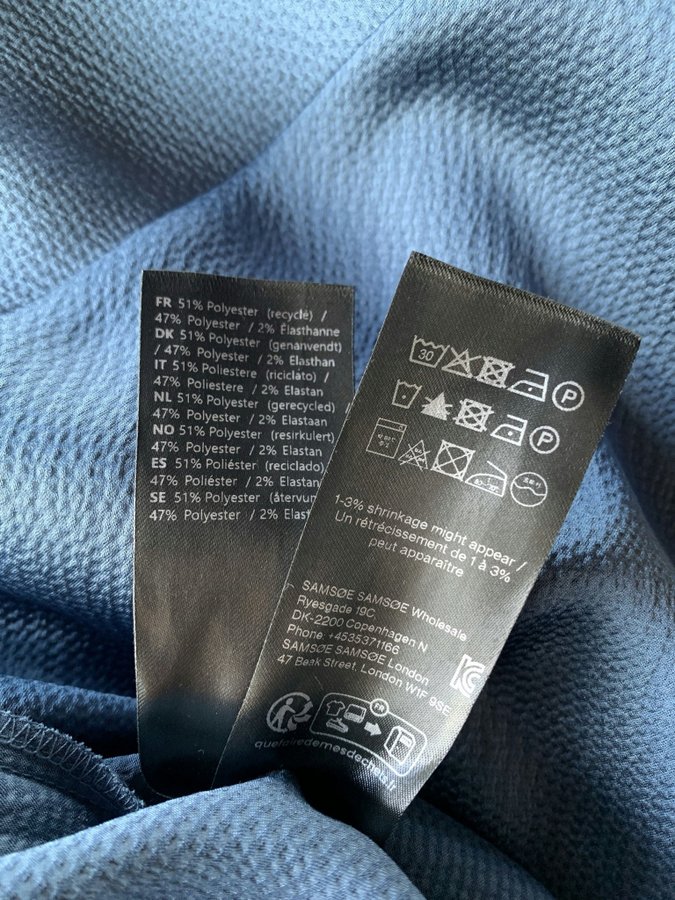 FR 51% Polyester (recyclé) /
47% Polyester / 2% Élasthanne
DK 51% Polyester (genanvendt)
/ 47% Polyester / 2% Elasthan
IT 51% Poliestere (riciclato) /
47% Poliestere / 2% Elastan
NL 51% Polyester (gerecycled) /
47% Polyester / 2% Elastaan
NO 51% Polyester (resirkulert) /
47% Polyester / 2% Elastan
ES 51% Poliéster (reciclado)
47% Poliéster / 2% Elastan
SE 51% Polyester
47% Polyester / 2%
30
P
P
1-3% shrinkage might appear /
Un rétrécissement de 1 à 3%
peut apparaître
SAMSØE SAMSØE Wholesale
Ryesgade 19C,
DK-2200 Copenhagen N
Phone: +4535371166
SAMSØE SAMSØE London
47 Beak Street, London W1F 9SE
FR
quefairedemesdechets.fr